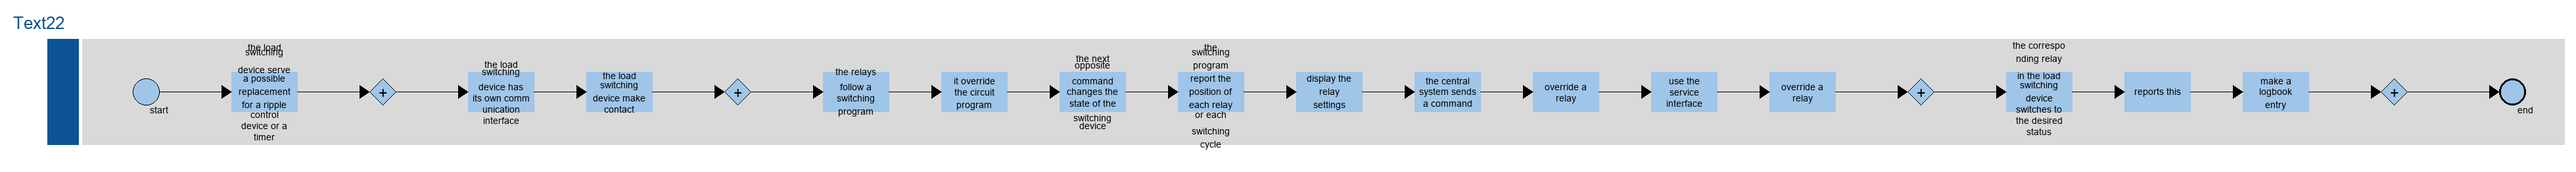 Text22
start
the load
switching
device serve
a possible
replacement
for a ripple
control
device or a
timer
+
the load
switching
device has
its own comm
unication
interface
the load
switching
device make
contact
+
the relays
follow a
switching
program
it override
the circuit
program
the next
opposite
command
changes the
state of the
switching
device
the
switching
program
report the
position of
each relay
or each
switching
cycle
display the
relay
settings
the central
system sends
a command
override a
relay
use the
service
interface
override a
relay
+
the correspo
nding relay
in the load
switching
device
switches to
the desired
status
reports this
make a
logbook
entry
+
end